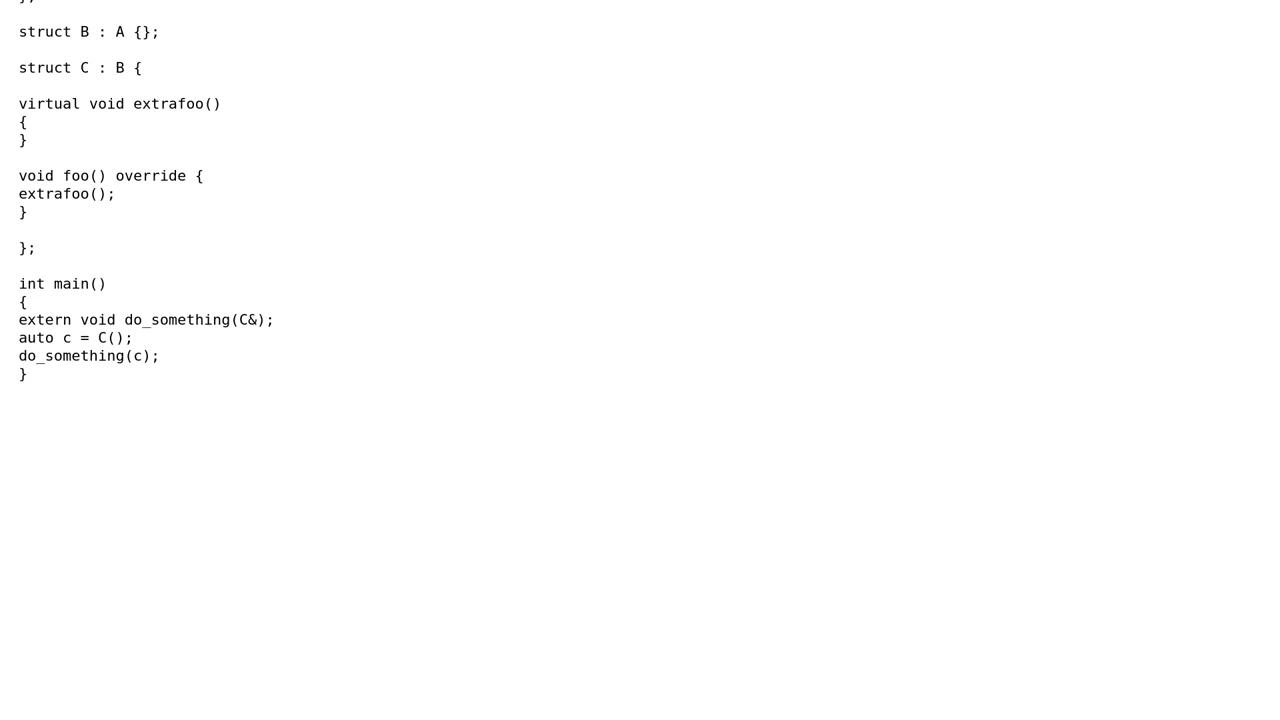 };
struct B : A {};
struct C : B {
virtual void extrafoo()
{
}
void foo() override {
extrafoo();
}
};
int main()
{
extern void do_something(C&);
auto c = C();
do_something(c);
}